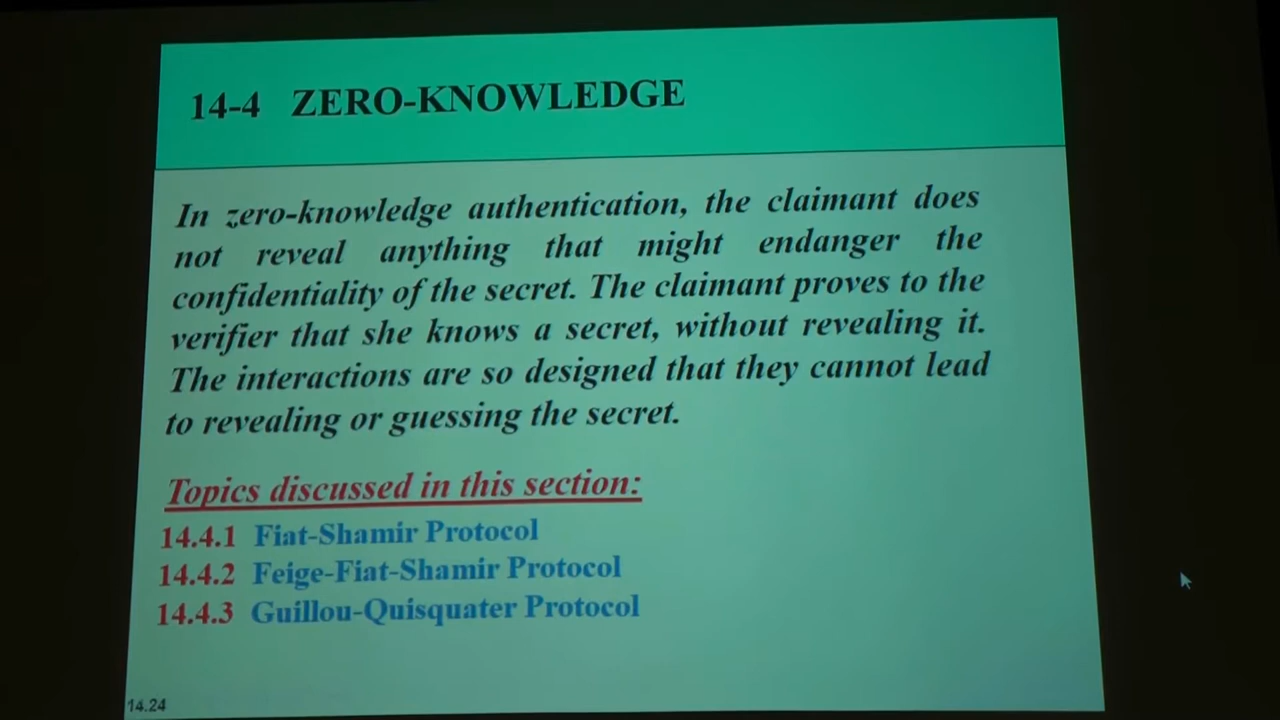 14-4 ZERO-KNOWLEDGE
In zero-knowledge authentication, the claimant does
not reveal anything that might endanger the
confidentiality of the secret. The claimant proves to the
verifier that she knows a secret, without revealing it.
The interactions are so designed that they cannot lead
to revealing or guessing the secret.
Topics discussed in this section:
14.4.1 Fiat-Shamir Protocol
14.4.2 Feige-Fiat-Shamir Protocol
14.4.3 Guillou-Quisquater Protocol
14.24